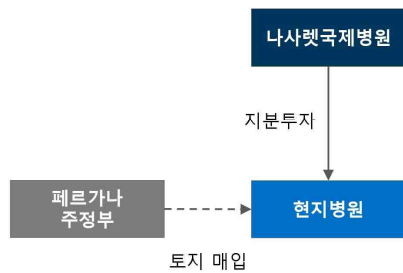 나사렛국제병원
지분투자
페르가나
주정부
현지병원
토지 매입